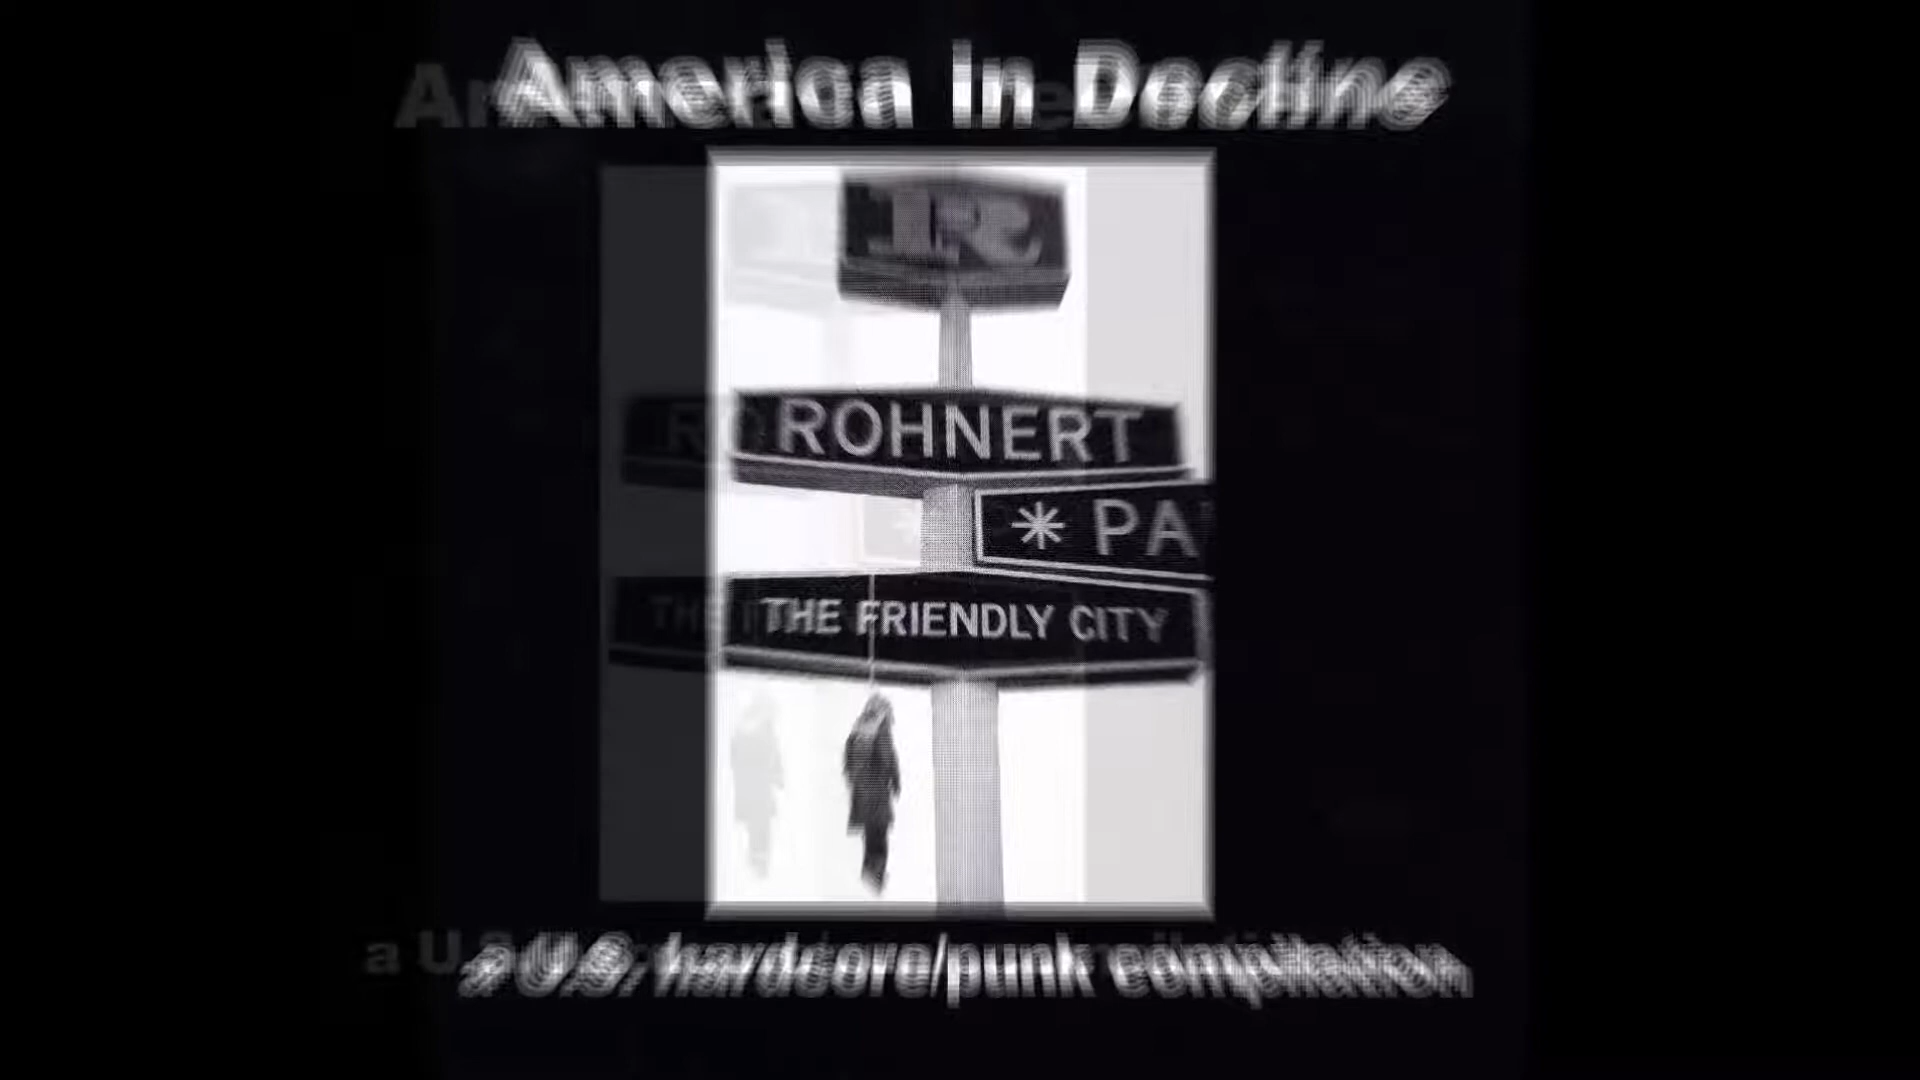 America in Decline
R
ROHNERT
* PA
THE FRIENDLY CITY
a U.S. hardcore/punk compilation